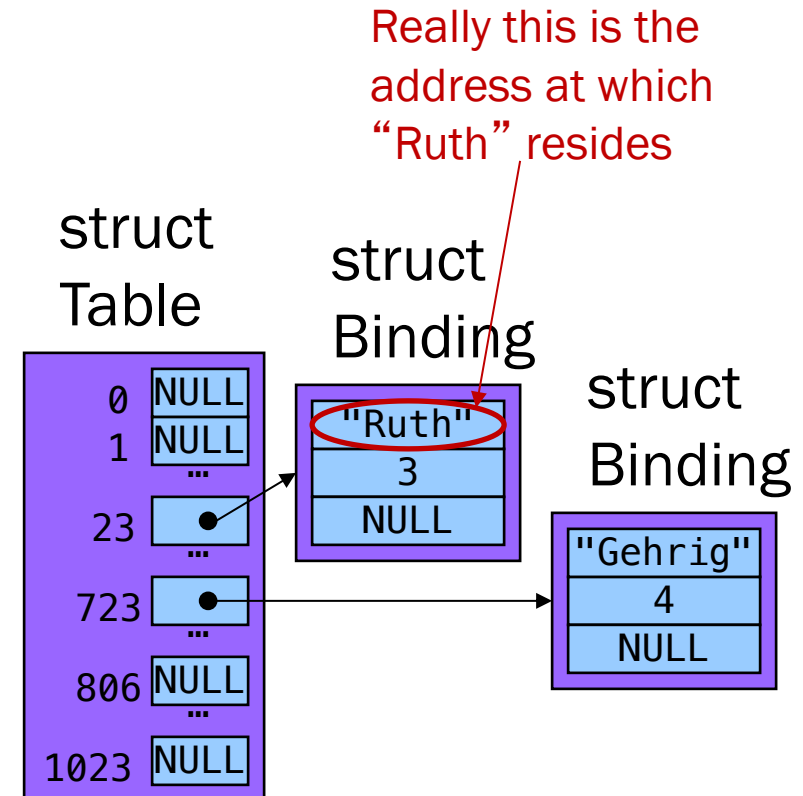 Really this is the
address at which
“Ruth” resides
struct
Table
struct
Binding
struct
Binding
0 NULL
1 NULL
…
23
…
723
…
806 NULL
…
1023 NULL
"Ruth"
3
NULL
"Gehrig"
4
NULL